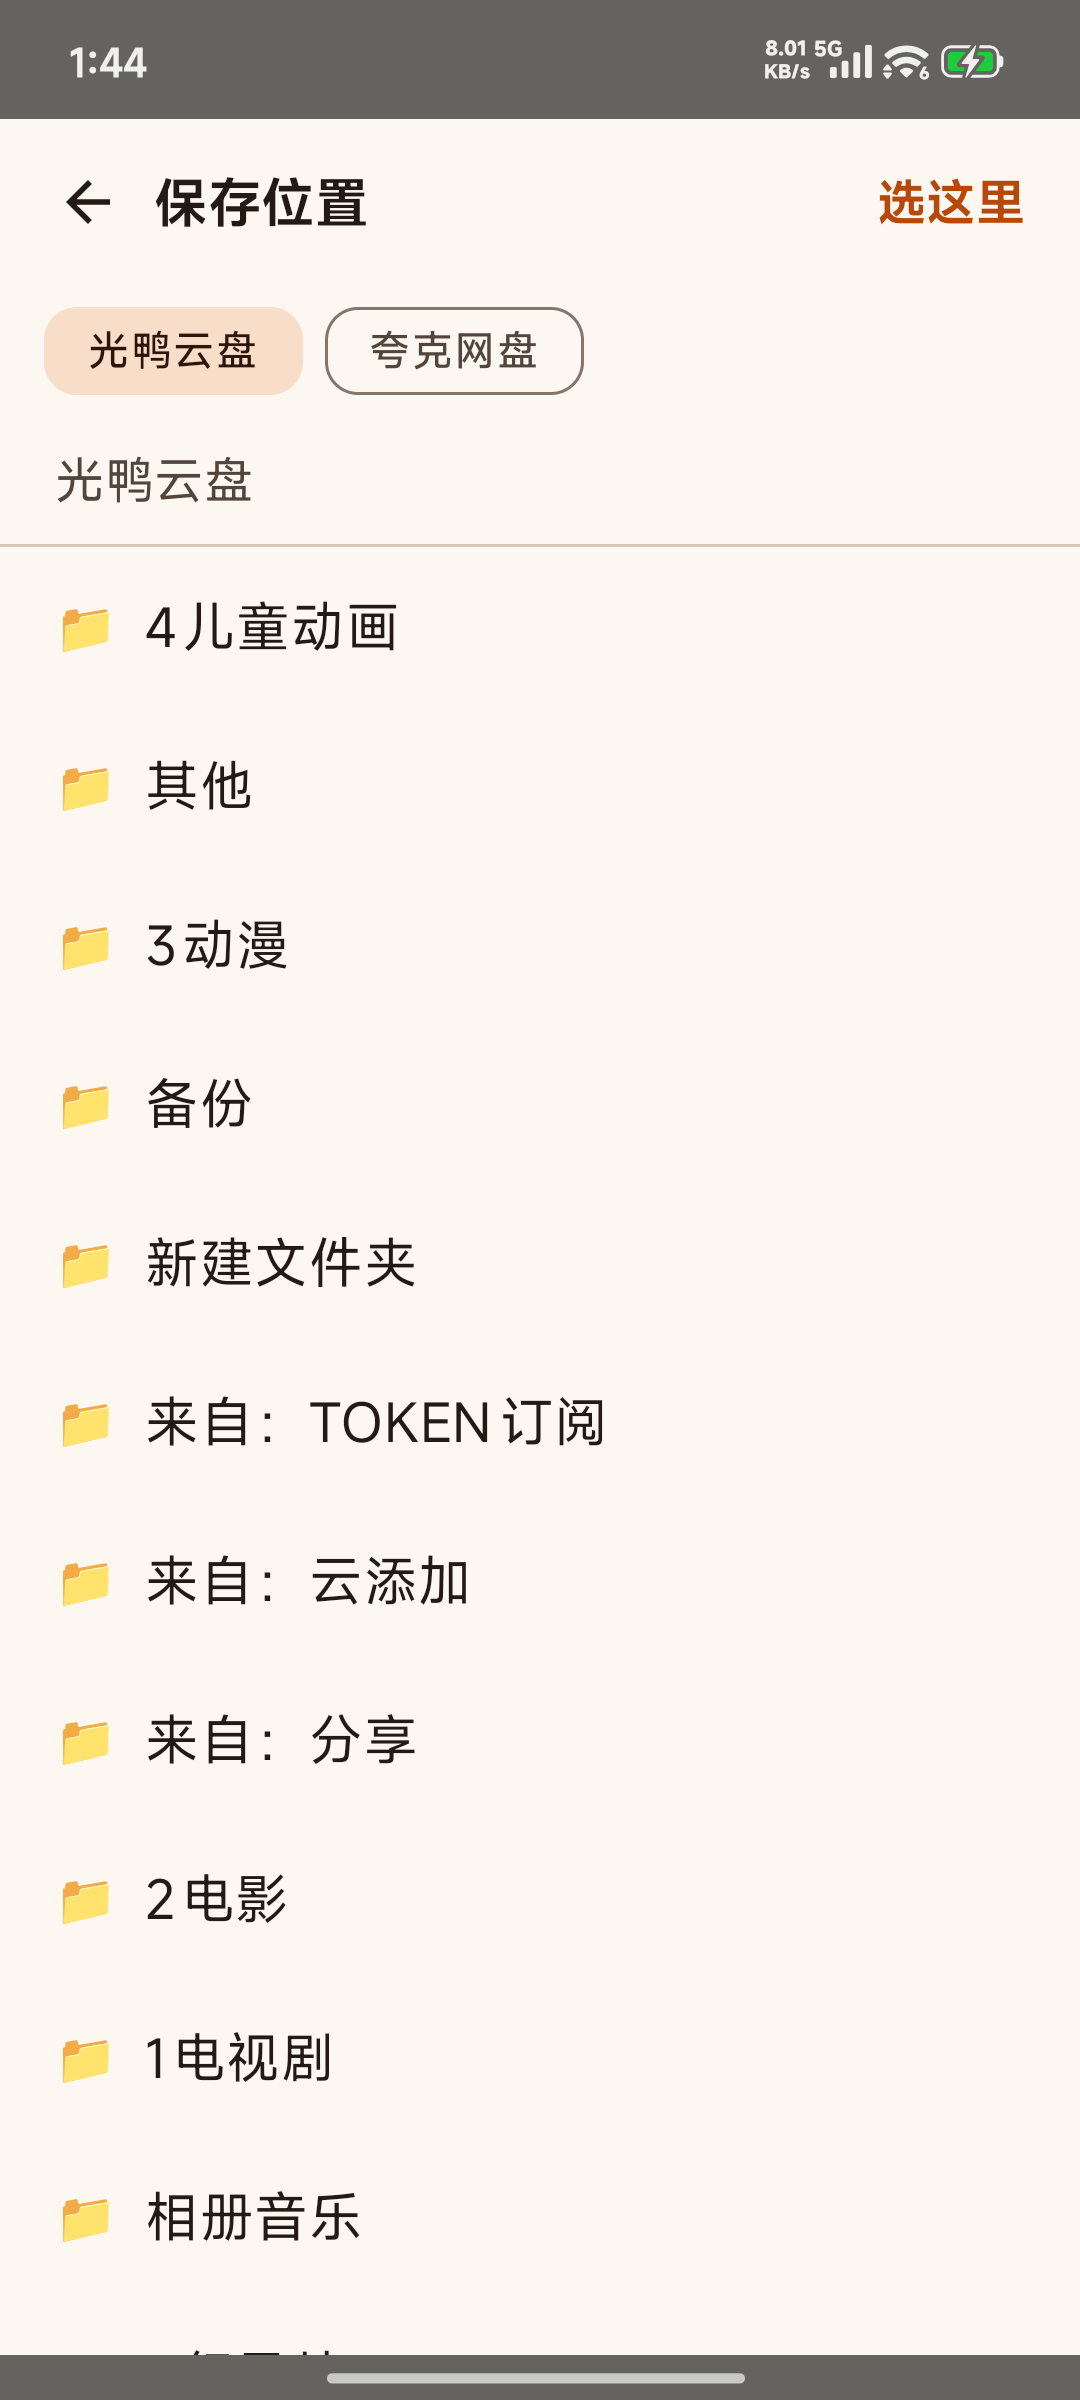 1:44
8.01 KB/s 5G 6
保存位置
选这里
光鸭云盘
夸克网盘
光鸭云盘
4儿童动画
其他
3动漫
备份
新建文件夹
来自：TOKEN订阅
来自：云添加
来自：分享
2电影
1电视剧
相册音乐